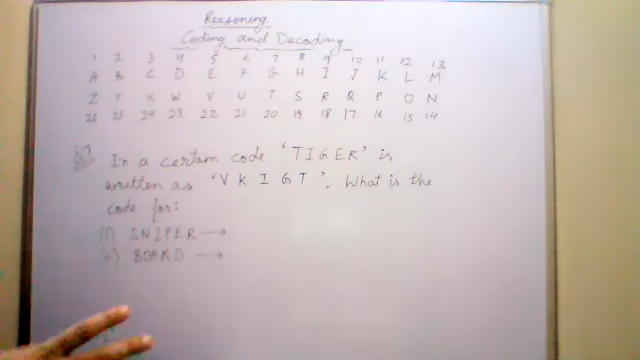 Reasoning
Coding and Decoding
1 2 3 4 5 6 7 8 9 10 11 12 13
A B C D E F G H I J K L M
Z Y X W V U T S R Q P O N
26 25 24 23 22 21 20 19 18 17 16 15 14
In a certain code 'TIGER' is
written as 'V K I G T'. What is the
code for:
(i) SNIPER →
(ii) BOARD →